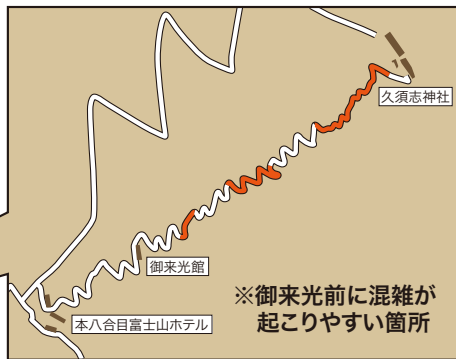 久須志神社
御来光館
本八合目富士山ホテル
※御来光前に混雑が
起こりやすい箇所